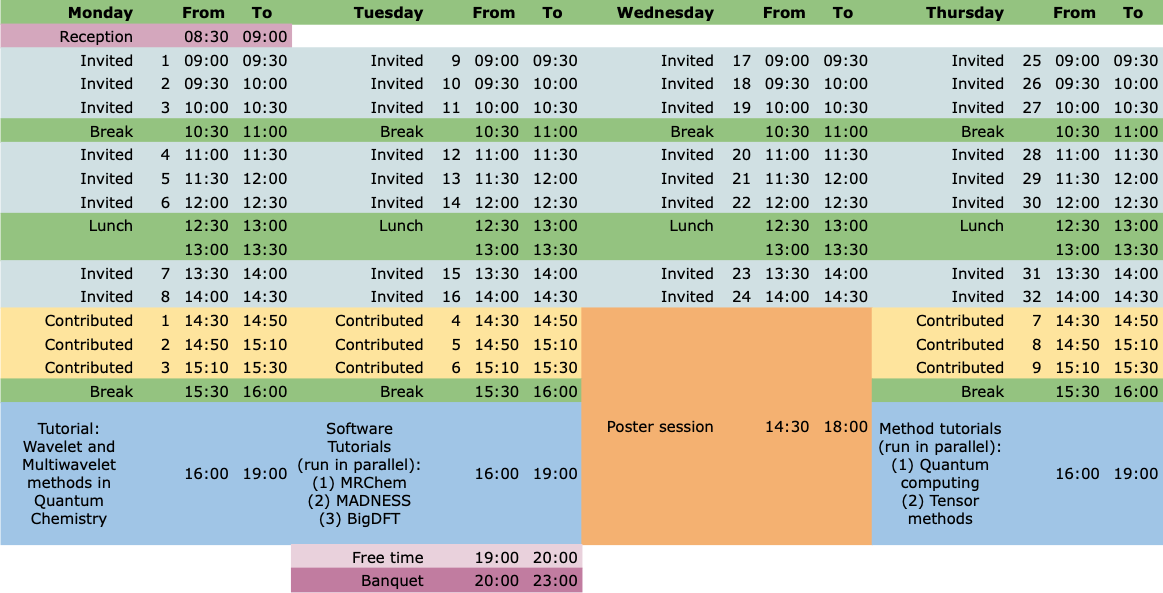 Monday From To Tuesday From To Wednesday From To Thursday From To
Reception 08:30 09:00
Invited 1 09:00 09:30 Invited 9 09:00 09:30 Invited 17 09:00 09:30 Invited 25 09:00 09:30
Invited 2 09:30 10:00 Invited 10 09:30 10:00 Invited 18 09:30 10:00 Invited 26 09:30 10:00
Invited 3 10:00 10:30 Invited 11 10:00 10:30 Invited 19 10:00 10:30 Invited 27 10:00 10:30
Break 10:30 11:00 Break 10:30 11:00 Break 10:30 11:00 Break 10:30 11:00
Invited 4 11:00 11:30 Invited 12 11:00 11:30 Invited 20 11:00 11:30 Invited 28 11:00 11:30
Invited 5 11:30 12:00 Invited 13 11:30 12:00 Invited 21 11:30 12:00 Invited 29 11:30 12:00
Invited 6 12:00 12:30 Invited 14 12:00 12:30 Invited 22 12:00 12:30 Invited 30 12:00 12:30
Lunch 12:30 13:00 Lunch 12:30 13:00 Lunch 12:30 13:00 Lunch 12:30 13:00
13:00 13:30 13:00 13:30 13:00 13:30 13:00 13:30
Invited 7 13:30 14:00 Invited 15 13:30 14:00 Invited 23 13:30 14:00 Invited 31 13:30 14:00
Invited 8 14:00 14:30 Invited 16 14:00 14:30 Invited 24 14:00 14:30 Invited 32 14:00 14:30
Contributed 1 14:30 14:50 Contributed 4 14:30 14:50 Contributed 7 14:30 14:50
Contributed 2 14:50 15:10 Contributed 5 14:50 15:10 Contributed 8 14:50 15:10
Contributed 3 15:10 15:30 Contributed 6 15:10 15:30 Contributed 9 15:10 15:30
Break 15:30 16:00 Break 15:30 16:00 Break 15:30 16:00
Poster session 14:30 18:00
Tutorial:
Wavelet and
Multiwavelet
methods in
Quantum
Chemistry
16:00 19:00
Software
Tutorials
(run in parallel):
(1) MRChem
(2) MADNESS
(3) BigDFT
16:00 19:00
Method tutorials
(run in parallel):
(1) Quantum
computing
(2) Tensor
methods
16:00 19:00
Free time 19:00 20:00
Banquet 20:00 23:00